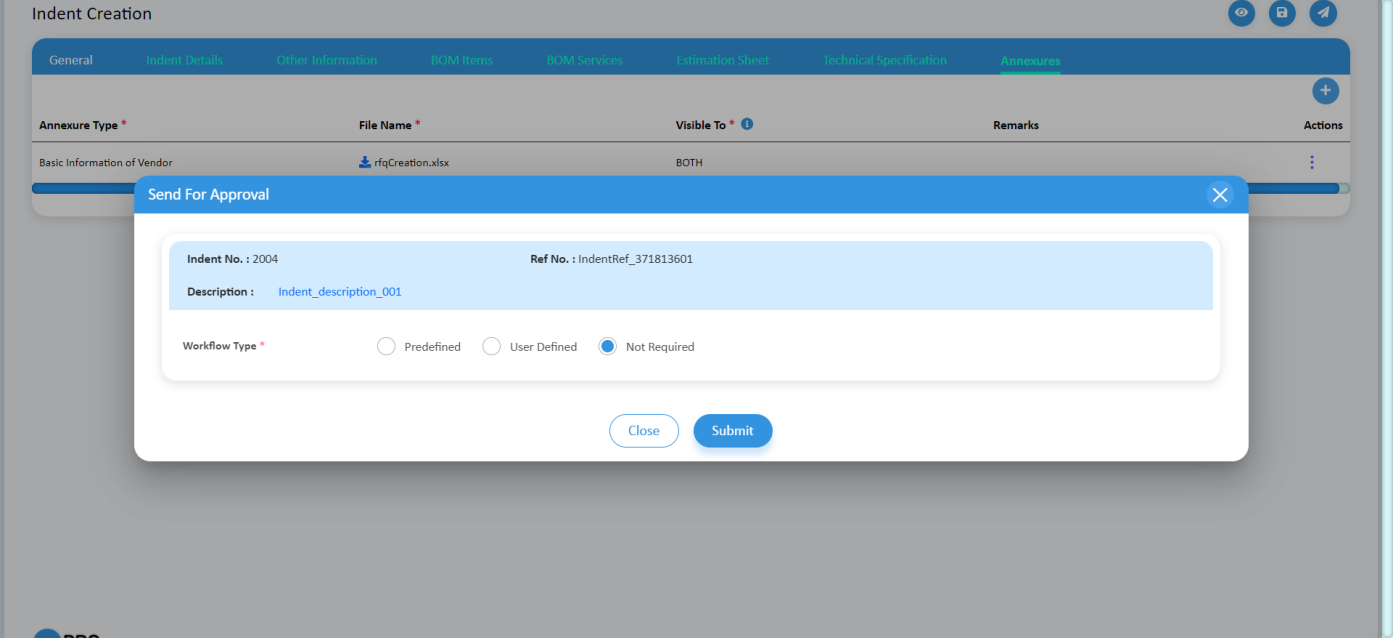 Indent Creation
General Indent Details Other Information BOM Items BOM Services Estimation Sheet Technical Specification Annexures
Annexure Type * File Name * Visible To * Remarks Actions
Basic Information of Vendor rfqCreation.xlsx BOTH
Send For Approval
Indent No. : 2004 Ref No. : IndentRef_371813601
Description : Indent_description_001
Workflow Type * Predefined User Defined Not Required
Close Submit